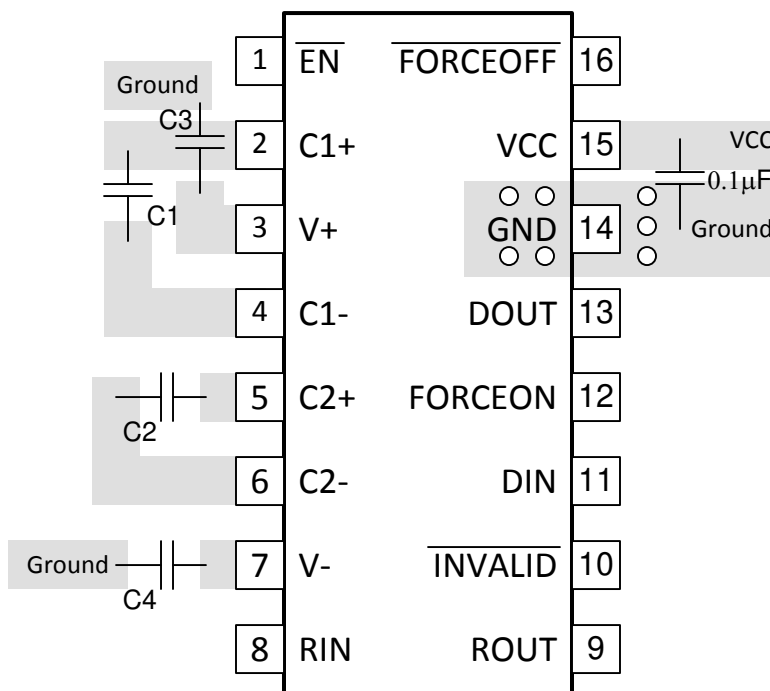 1 EN FORCEOFF 16
Ground
C3
2 C1+ VCC 15 VCC
0.1µF
C1
3 V+ GND 14 Ground
4 C1- DOUT 13
5 C2+ FORCEON 12
C2
6 C2- DIN 11
Ground 7 V- INVALID 10
C4
8 RIN ROUT 9